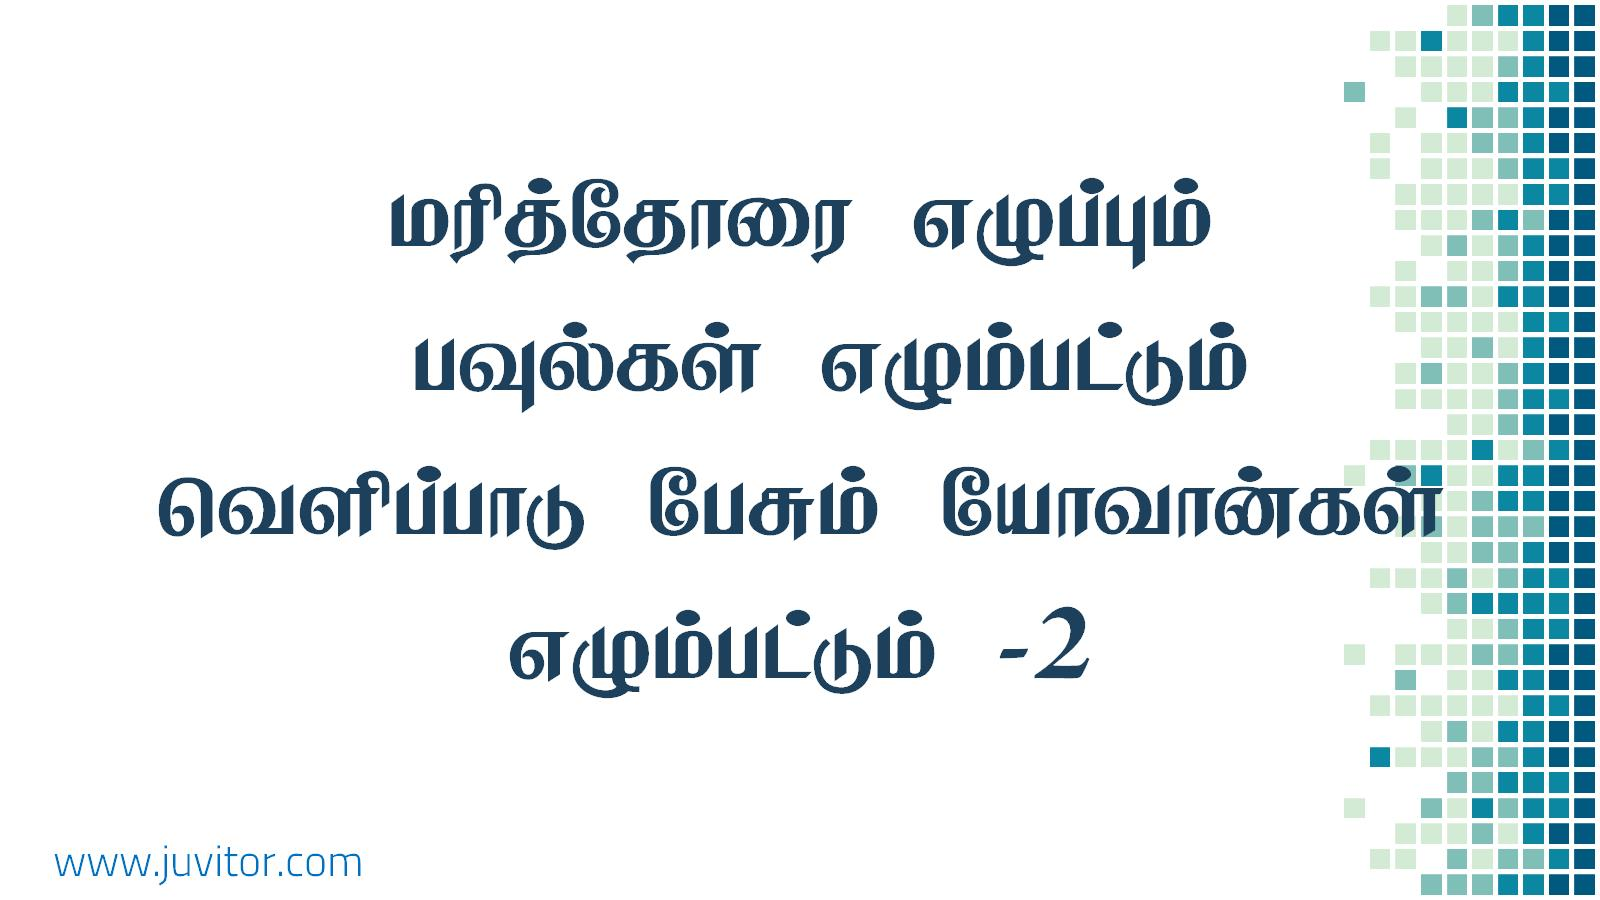 மரித்தோரை எழுப்பும்
பவுல்கள் எழும்பட்டும்
வெளிப்பாடு பேசும் யோவான்கள்
எழும்பட்டும் -2
www.juvitor.com